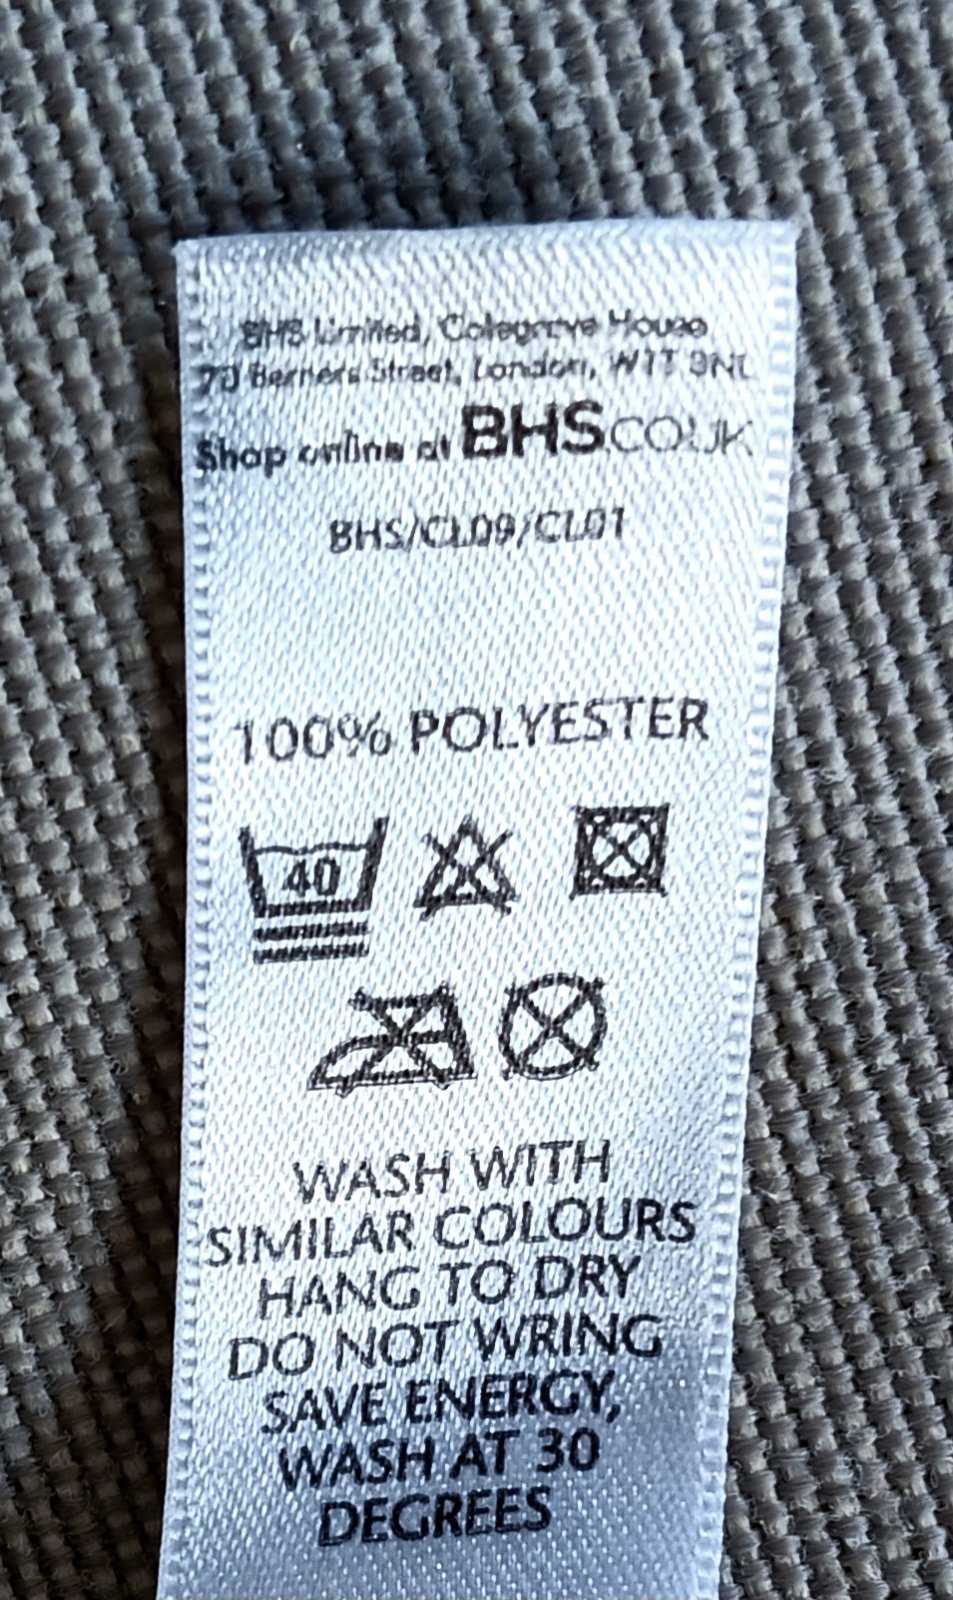 BHS Limited, Colegrave House
70 Berners Street, London, W1T 3NL
Shop online at BHS.CO.UK
BHS/CL09/CL01
100% POLYESTER
40
WASH WITH
SIMILAR COLOURS
HANG TO DRY
DO NOT WRING
SAVE ENERGY,
WASH AT 30
DEGREES